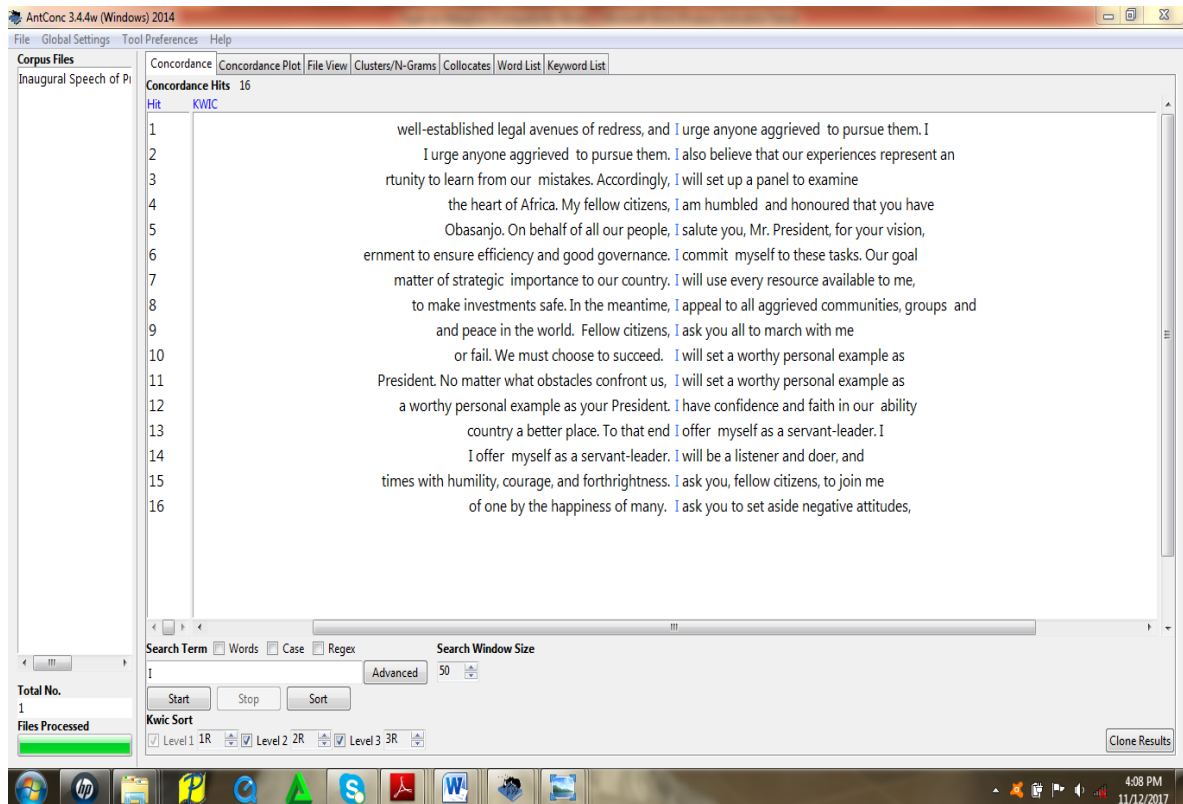 AntConc 3.4.4w (Windows) 2014
File Global Settings Tool Preferences Help
Corpus Files
Inaugural Speech of Pr
Concordance Concordance Plot File View Clusters/N-Grams Collocates Word List Keyword List
Concordance Hits 16
Hit KWIC
1 well-established legal avenues of redress, and I urge anyone aggrieved to pursue them. I
2 I urge anyone aggrieved to pursue them. I also believe that our experiences represent an
3 rtunity to learn from our mistakes. Accordingly, I will set up a panel to examine
4 the heart of Africa. My fellow citizens, I am humbled and honoured that you have
5 Obasanjo. On behalf of all our people, I salute you, Mr. President, for your vision,
6 ernment to ensure efficiency and good governance. I commit myself to these tasks. Our goal
7 matter of strategic importance to our country. I will use every resource available to me,
8 to make investments safe. In the meantime, I appeal to all aggrieved communities, groups and
9 and peace in the world. Fellow citizens, I ask you all to march with me
10 or fail. We must choose to succeed. I will set a worthy personal example as
11 President. No matter what obstacles confront us, I will set a worthy personal example as
12 a worthy personal example as your President. I have confidence and faith in our ability
13 country a better place. To that end I offer myself as a servant-leader. I
14 I offer myself as a servant-leader. I will be a listener and doer, and
15 times with humility, courage, and forthrightness. I ask you, fellow citizens, to join me
16 of one by the happiness of many. I ask you to set aside negative attitudes,
Search Term Words Case Regex Search Window Size
I Advanced 50
Start Stop Sort
Total No.
1
Files Processed
Kwic Sort
Level 1 1R Level 2 2R Level 3 3R
Clone Results
4:08 PM
11/12/2017